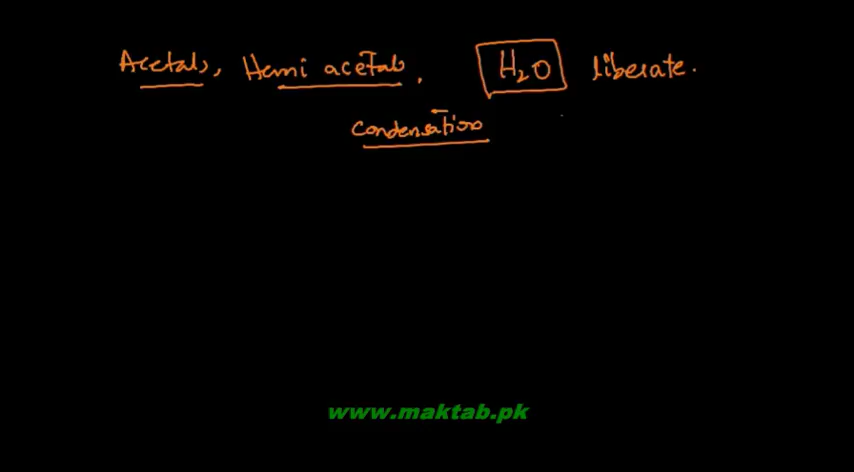 Acetals, Hemi acetals, H₂O liberate.
Condensation
www.maktab.pk